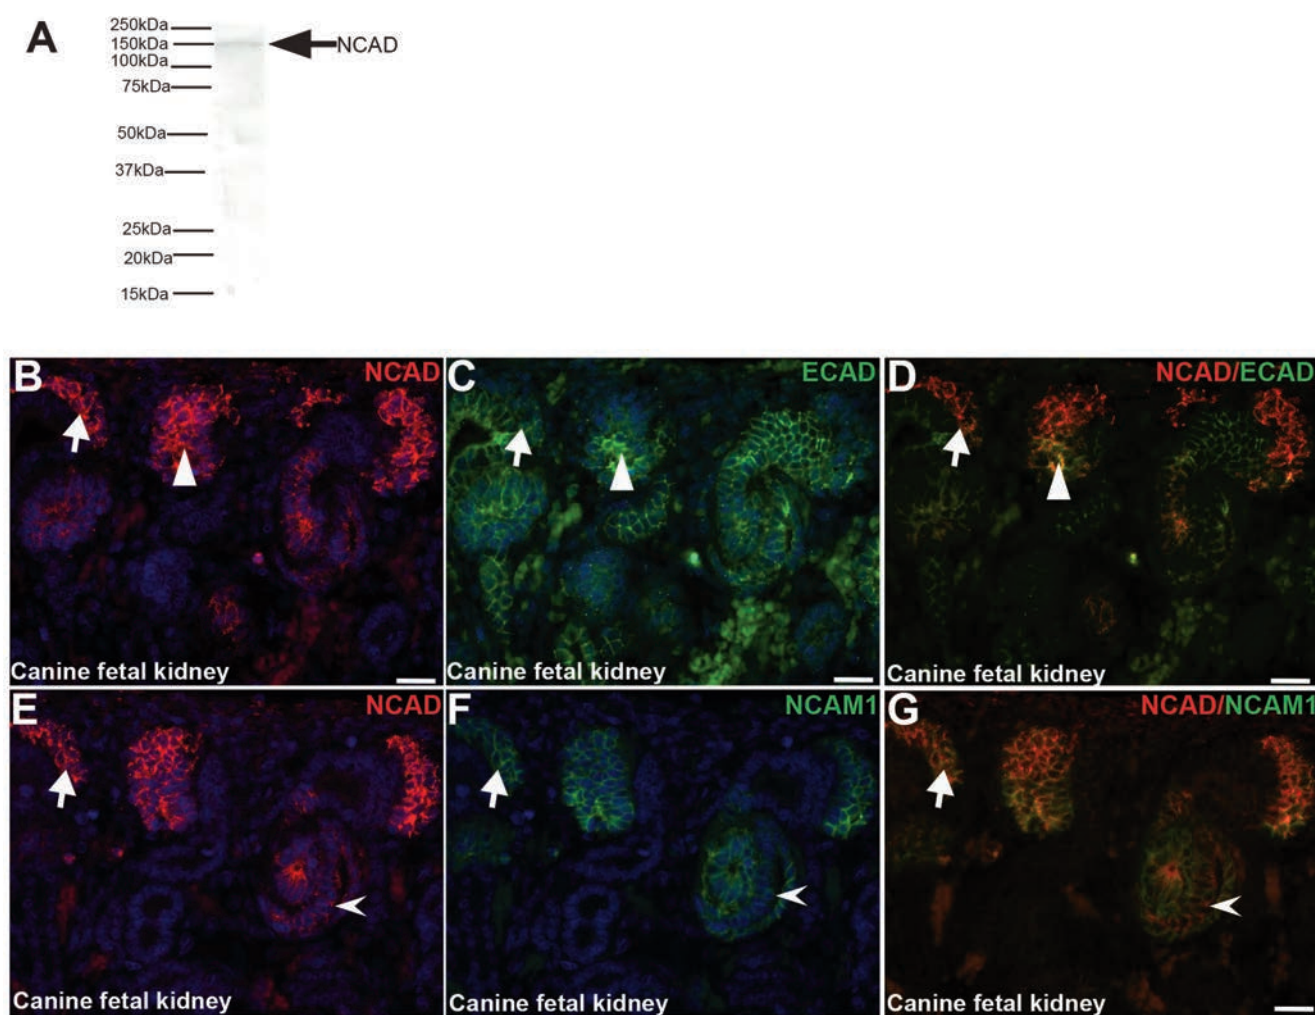 A
250kDa
150kDa
NCAD
100kDa
75kDa
50kDa
37kDa
25kDa
20kDa
15kDa
B NCAD
C ECAD
D NCAD/ECAD
Canine fetal kidney
Canine fetal kidney
Canine fetal kidney
E NCAD
F NCAM1
G NCAD/NCAM1
Canine fetal kidney
Canine fetal kidney
Canine fetal kidney